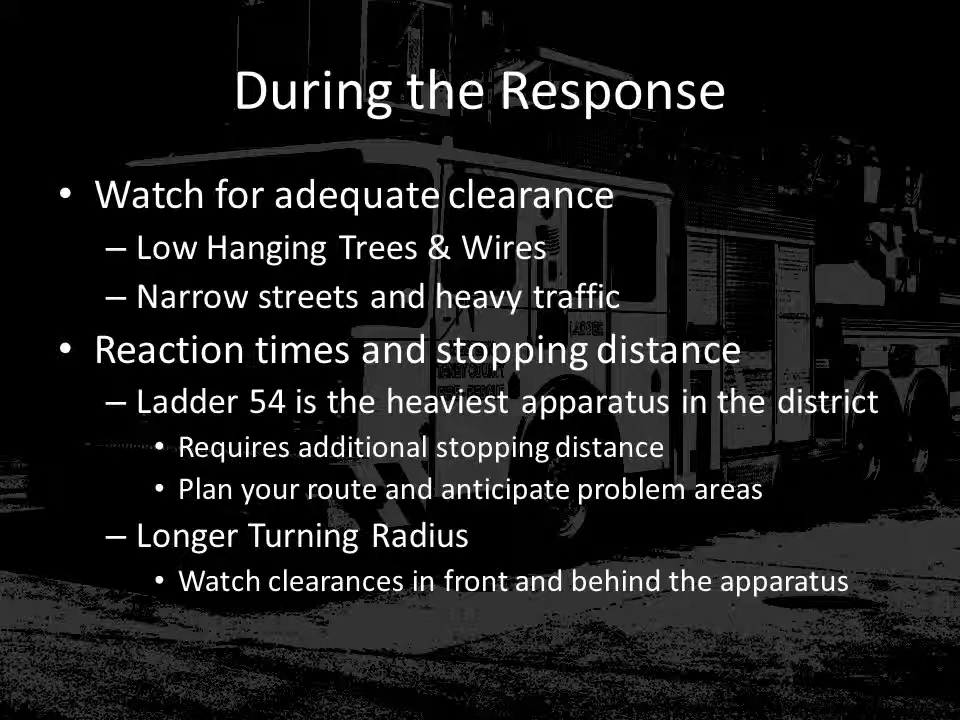 During the Response
• Watch for adequate clearance
– Low Hanging Trees & Wires
– Narrow streets and heavy traffic
• Reaction times and stopping distance
– Ladder 54 is the heaviest apparatus in the district
• Requires additional stopping distance
• Plan your route and anticipate problem areas
– Longer Turning Radius
• Watch clearances in front and behind the apparatus